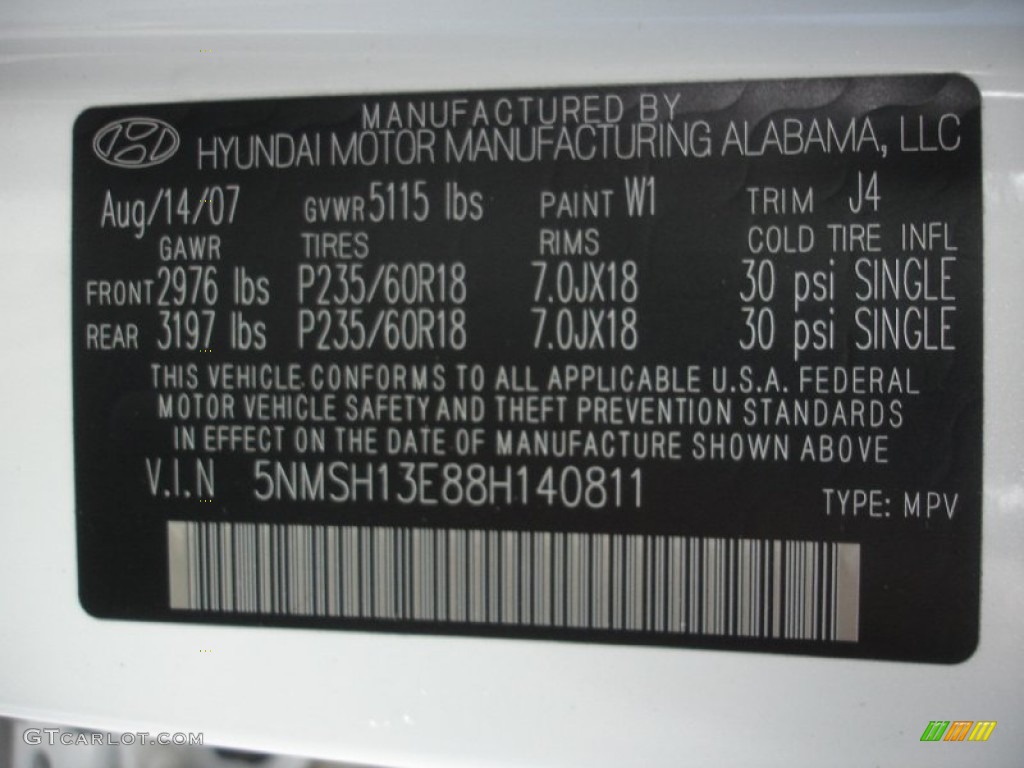 MANUFACTURED BY
HYUNDAI MOTOR MANUFACTURING ALABAMA, LLC
Aug/14/07 GVWR 5115 lbs PAINT W1 TRIM J4
GAWR TIRES RIMS COLD TIRE INFL
FRONT 2976 lbs P235/60R18 7.0JX18 30 psi SINGLE
REAR 3197 lbs P235/60R18 7.0JX18 30 psi SINGLE
THIS VEHICLE CONFORMS TO ALL APPLICABLE U.S.A. FEDERAL
MOTOR VEHICLE SAFETY AND THEFT PREVENTION STANDARDS
IN EFFECT ON THE DATE OF MANUFACTURE SHOWN ABOVE
V.I.N 5NMSH13E88H140811
TYPE: MPV
GTCARLOT.COM